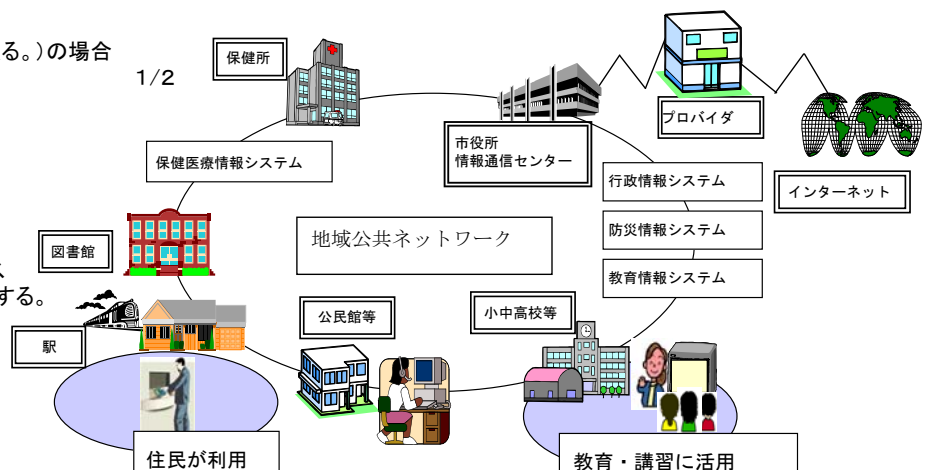 る。)の場合
1/2
保健所
プロバイダ
市役所
情報通信センター
保健医療情報システム
行政情報システム
インターネット
地域公共ネットワーク
防災情報システム
図書館
教育情報システム
する。
公民館等
小中高校等
駅
住民が利用
教育・講習に活用